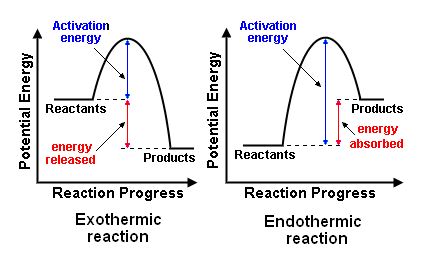 Activation
energy
Potential Energy
Reactants
energy
released
Products
Reaction Progress
Exothermic
reaction
Activation
energy
Potential Energy
Products
energy
absorbed
Reactants
Reaction Progress
Endothermic
reaction